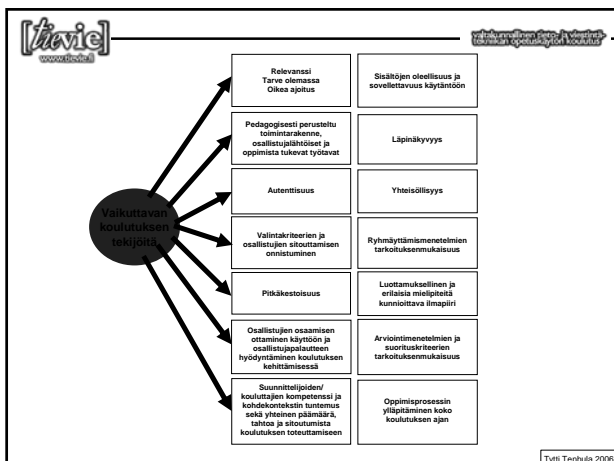 [tievie]
www.tievie.fi
valtakunnallinen tieto- ja viestintä-
tekniikan opetuskäytön koulutus
Vaikuttavan
koulutuksen
tekijöitä
Relevanssi
Tarve olemassa
Oikea ajoitus
Sisältöjen oleellisuus ja
sovellettavuus käytäntöön
Pedagogisesti perusteltu
toimintarakenne,
osallistujalähtöiset ja
oppimista tukevat työtavat
Läpinäkyvyys
Autenttisuus
Yhteisöllisyys
Valintakriteerien ja
osallistujien sitouttamisen
onnistuminen
Ryhmäyttämismenetelmien
tarkoituksenmukaisuus
Pitkäkestoisuus
Luottamuksellinen ja
erilaisia mielipiteitä
kunnioittava ilmapiiri
Osallistujien osaamisen
ottaminen käyttöön ja
osallistujapalautteen
hyödyntäminen koulutuksen
kehittämisessä
Arviointimenetelmien ja
suorituskriteerien
tarkoituksenmukaisuus
Suunnittelijoiden/
kouluttajien kompetenssi ja
kohdekontekstin tuntemus
sekä yhteinen päämäärä,
tahtoa ja sitoutumista
koulutuksen toteuttamiseen
Oppimisprosessin
ylläpitäminen koko
koulutuksen ajan
Tytti Tenhula 2006